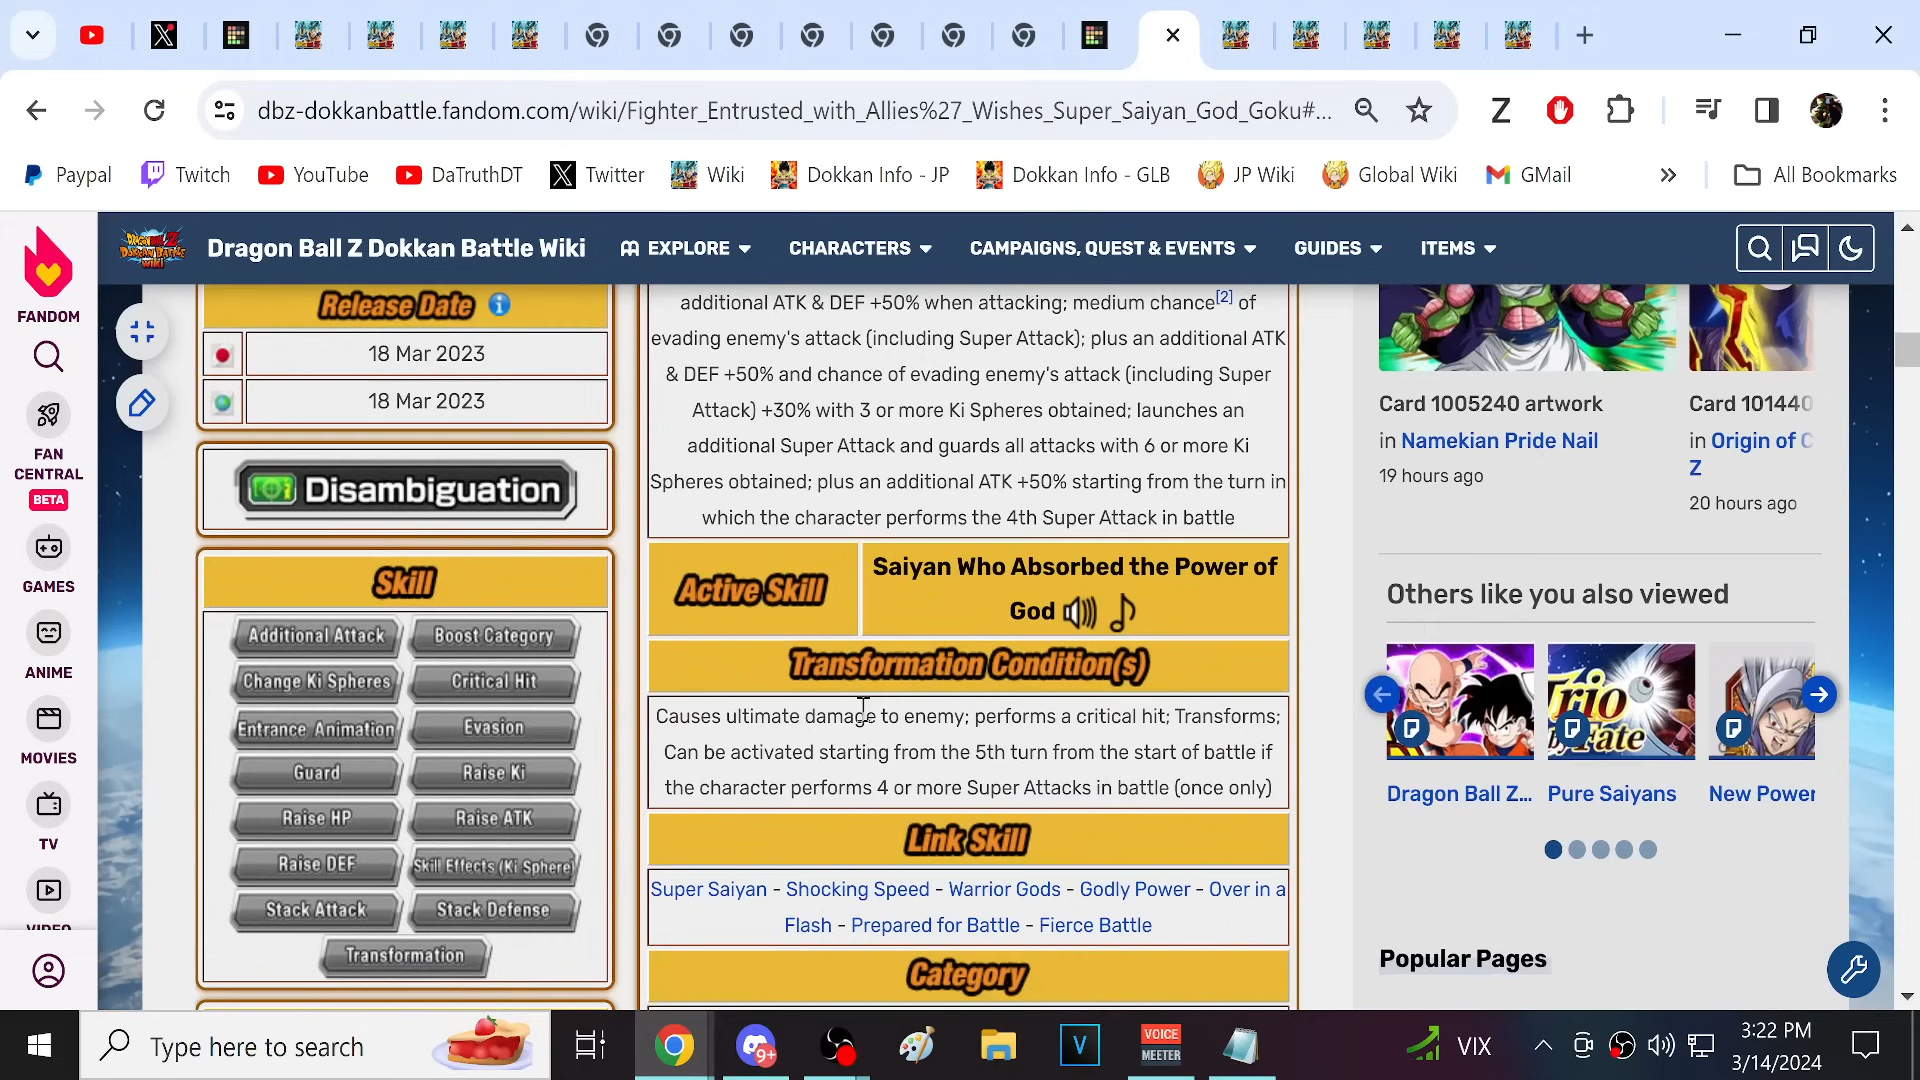 dbz-dokkanbattle.fandom.com/wiki/Fighter_Entrusted_with_Allies%27_Wishes_Super_Saiyan_God_Goku#...
Z
Paypal
Twitch
YouTube
DaTruthDT
Twitter
Wiki
Dokkan Info - JP
Dokkan Info - GLB
JP Wiki
Global Wiki
GMail
»
All Bookmarks
FANDOM
FAN CENTRAL
BETA
GAMES
ANIME
MOVIES
TV
VIDEO
Dragon Ball Z Dokkan Battle Wiki
EXPLORE
CHARACTERS
CAMPAIGNS, QUEST & EVENTS
GUIDES
ITEMS
Release Date
18 Mar 2023
18 Mar 2023
Disambiguation
Skill
Additional Attack
Boost Category
Change Ki Spheres
Critical Hit
Entrance Animation
Evasion
Guard
Raise Ki
Raise HP
Raise ATK
Raise DEF
Skill Effects (Ki Sphere)
Stack Attack
Stack Defense
Transformation
additional ATK & DEF +50% when attacking; medium chance[2] of
evading enemy's attack (including Super Attack); plus an additional ATK
& DEF +50% and chance of evading enemy's attack (including Super
Attack) +30% with 3 or more Ki Spheres obtained; launches an
additional Super Attack and guards all attacks with 6 or more Ki
Spheres obtained; plus an additional ATK +50% starting from the turn in
which the character performs the 4th Super Attack in battle
Active Skill
Saiyan Who Absorbed the Power of
God
Transformation Condition(s)
Causes ultimate damage to enemy; performs a critical hit; Transforms;
Can be activated starting from the 5th turn from the start of battle if
the character performs 4 or more Super Attacks in battle (once only)
Link Skill
Super Saiyan - Shocking Speed - Warrior Gods - Godly Power - Over in a
Flash - Prepared for Battle - Fierce Battle
Category
Card 1005240 artwork
in Namekian Pride Nail
19 hours ago
Card 101440
in Origin of
Z
20 hours ago
Others like you also viewed
Trio
by Fate
Dragon Ball Z...
Pure Saiyans
New Power
Popular Pages
Type here to search
9+
V
VOICE
MEETER
VIX
3:22 PM
3/14/2024